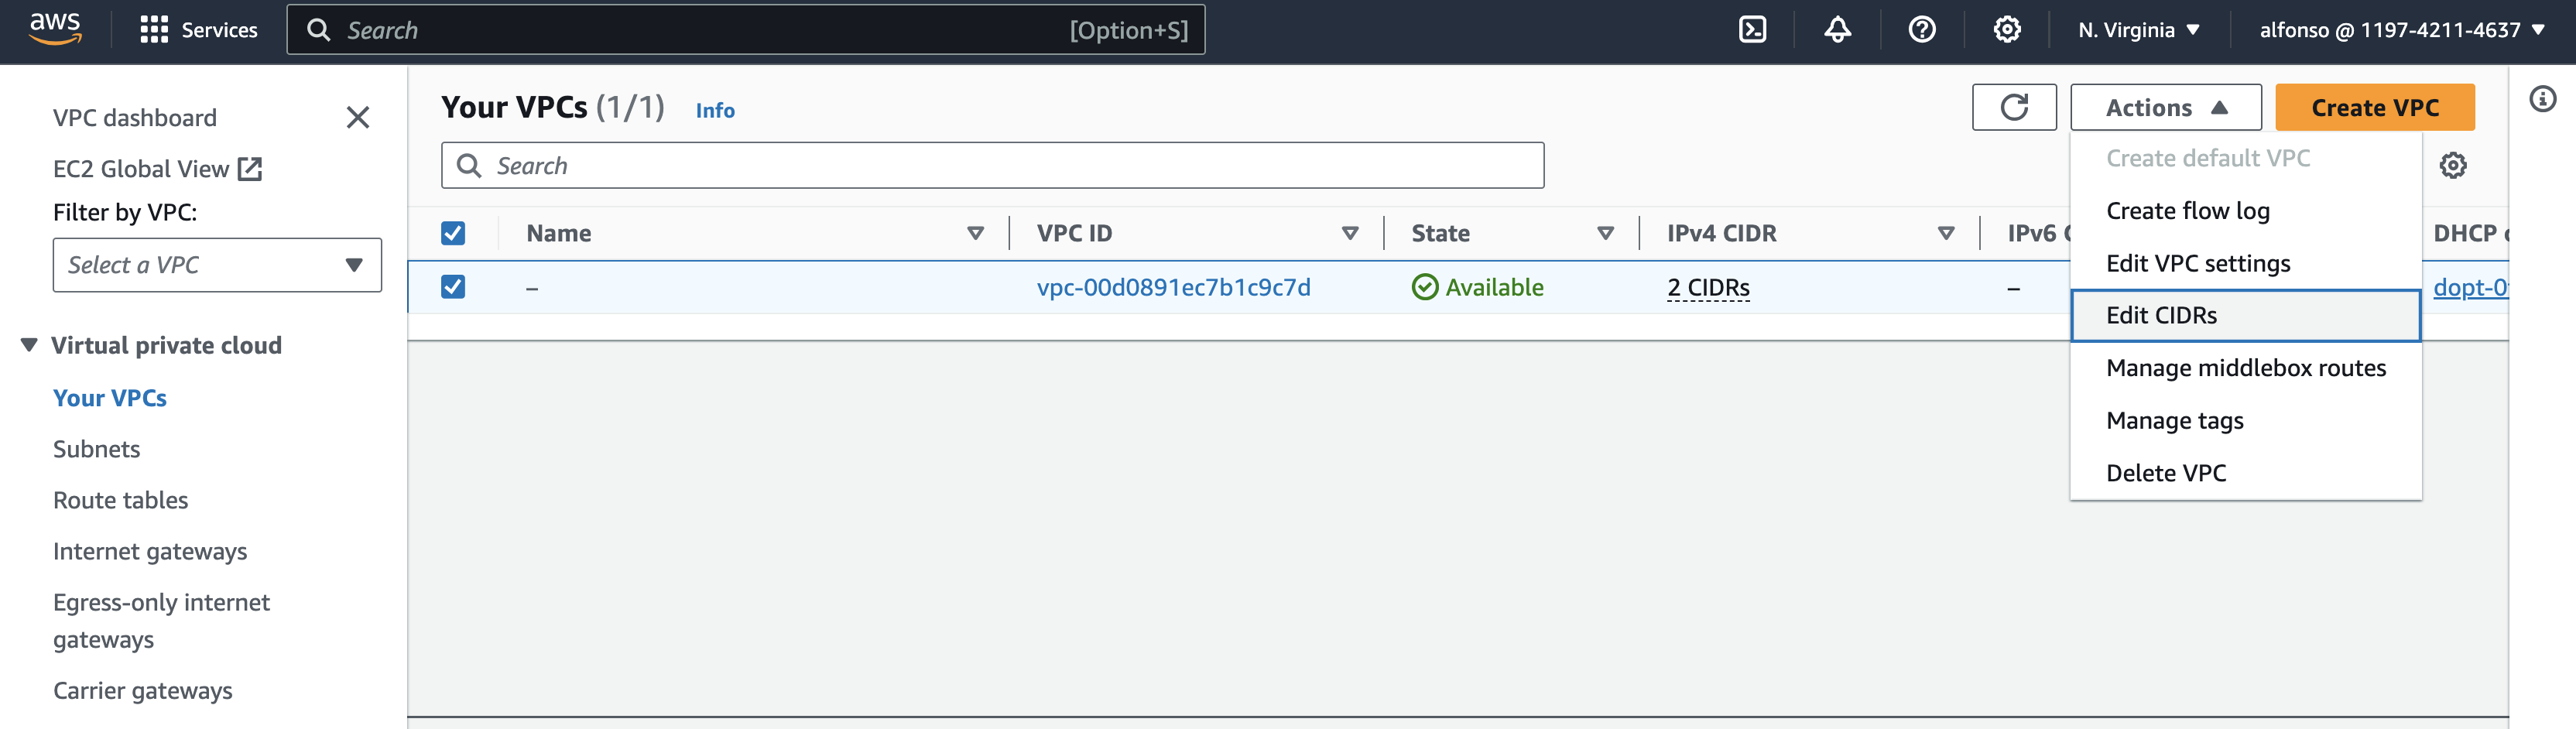 aws
Services
Search
[Option+S]
N. Virginia
alfonso @ 1197-4211-4637
VPC dashboard
EC2 Global View
Filter by VPC:
Select a VPC
Virtual private cloud
Your VPCs
Subnets
Route tables
Internet gateways
Egress-only internet
gateways
Carrier gateways
Your VPCs (1/1) Info
Actions
Create VPC
Search
Name
VPC ID
State
IPv4 CIDR
IPv6
DHCP
–
vpc-00d0891ec7b1c9c7d
Available
2 CIDRs
–
dopt-0
Create default VPC
Create flow log
Edit VPC settings
Edit CIDRs
Manage middlebox routes
Manage tags
Delete VPC